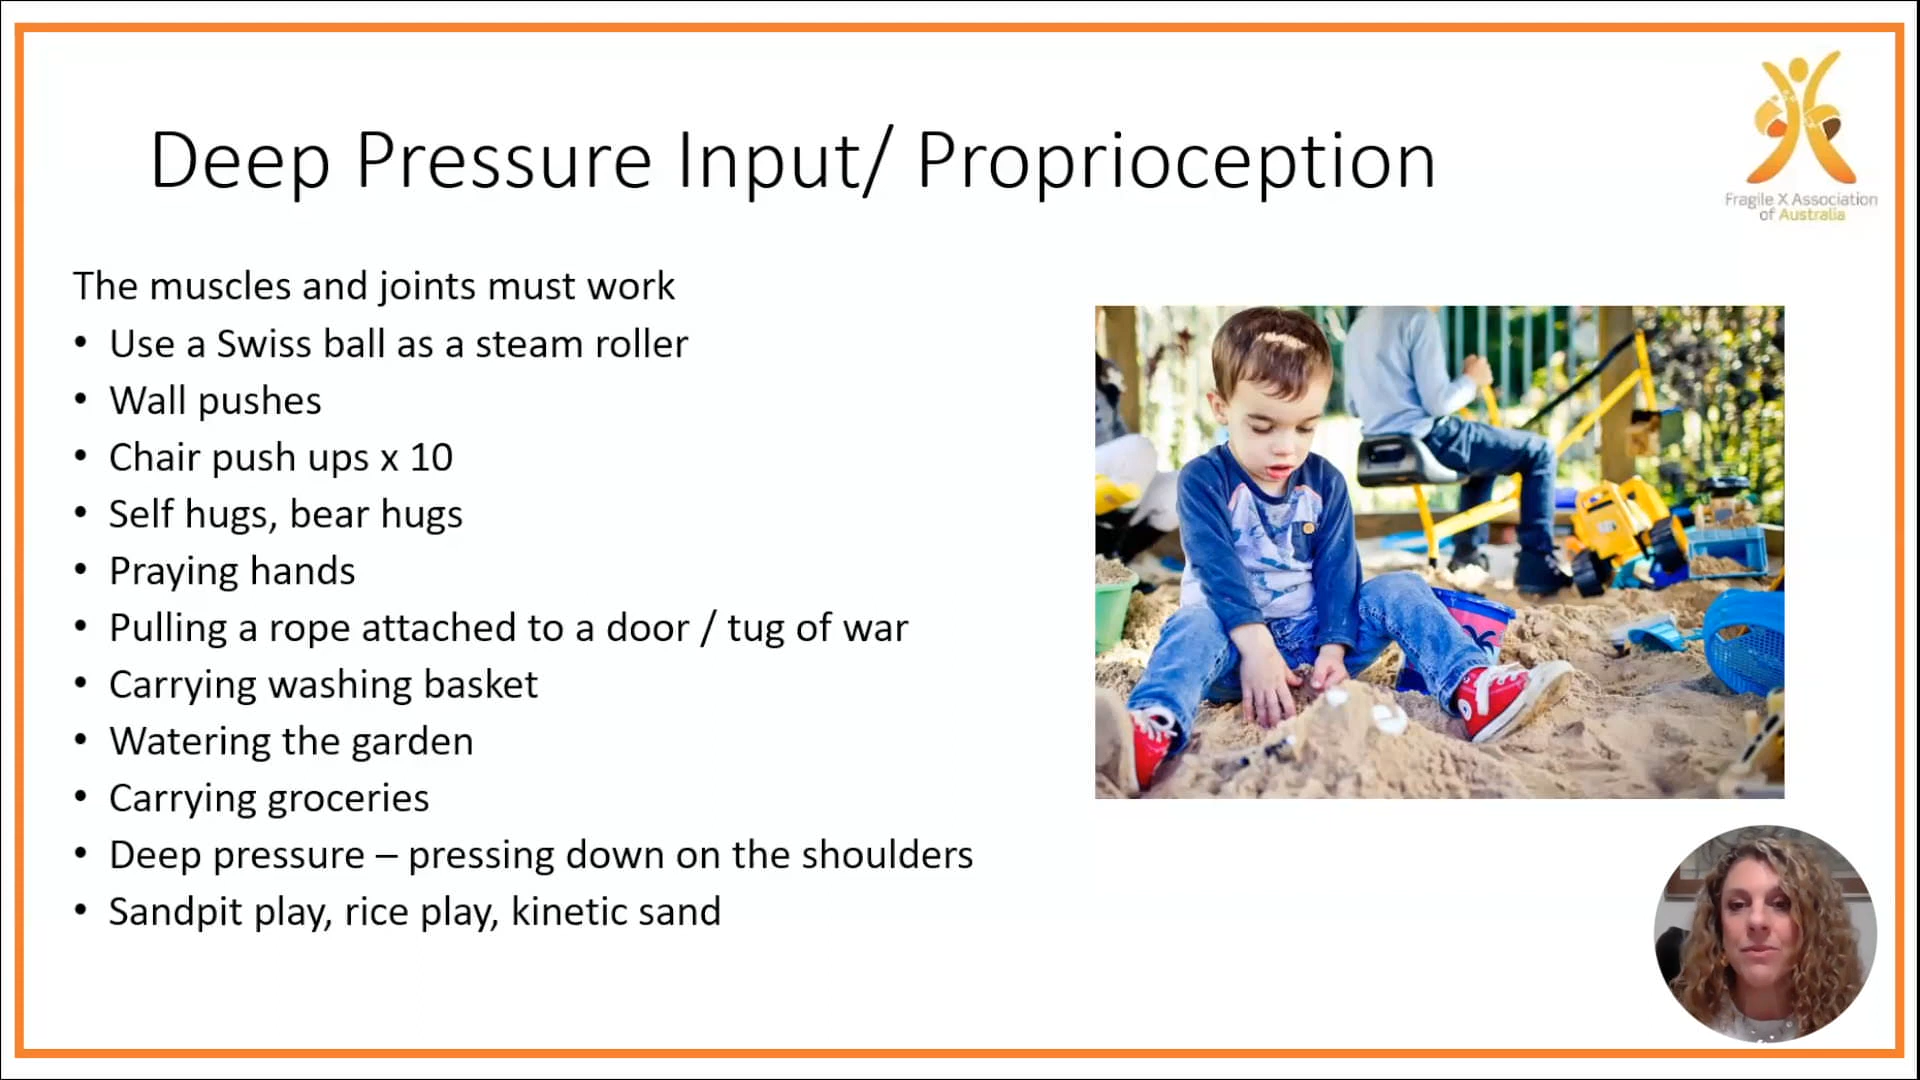 Deep Pressure Input/ Proprioception
Fragile X Association
of Australia
The muscles and joints must work
• Use a Swiss ball as a steam roller
• Wall pushes
• Chair push ups x 10
• Self hugs, bear hugs
• Praying hands
• Pulling a rope attached to a door / tug of war
• Carrying washing basket
• Watering the garden
• Carrying groceries
• Deep pressure – pressing down on the shoulders
• Sandpit play, rice play, kinetic sand